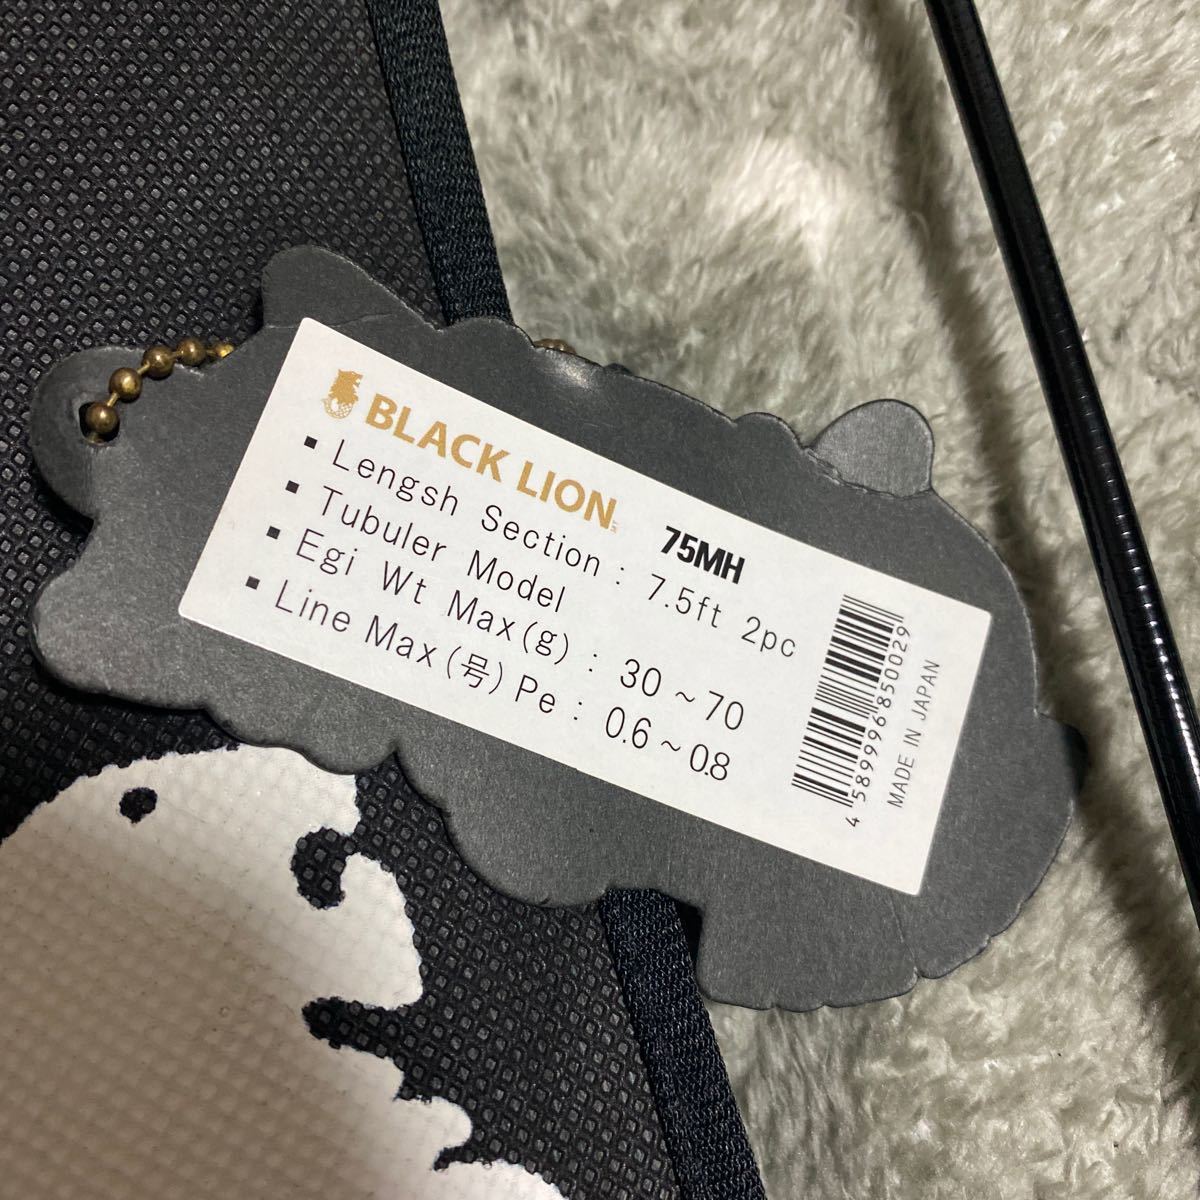 BLACK LION
75MH
▪ Lengsh Section : 7.5ft 2pc
▪ Tubuler Model
▪ Egi Wt Max(g) : 30～70
▪ Line Max(号)Pe : 0.6～0.8
4589996850029
MADE IN JAPAN